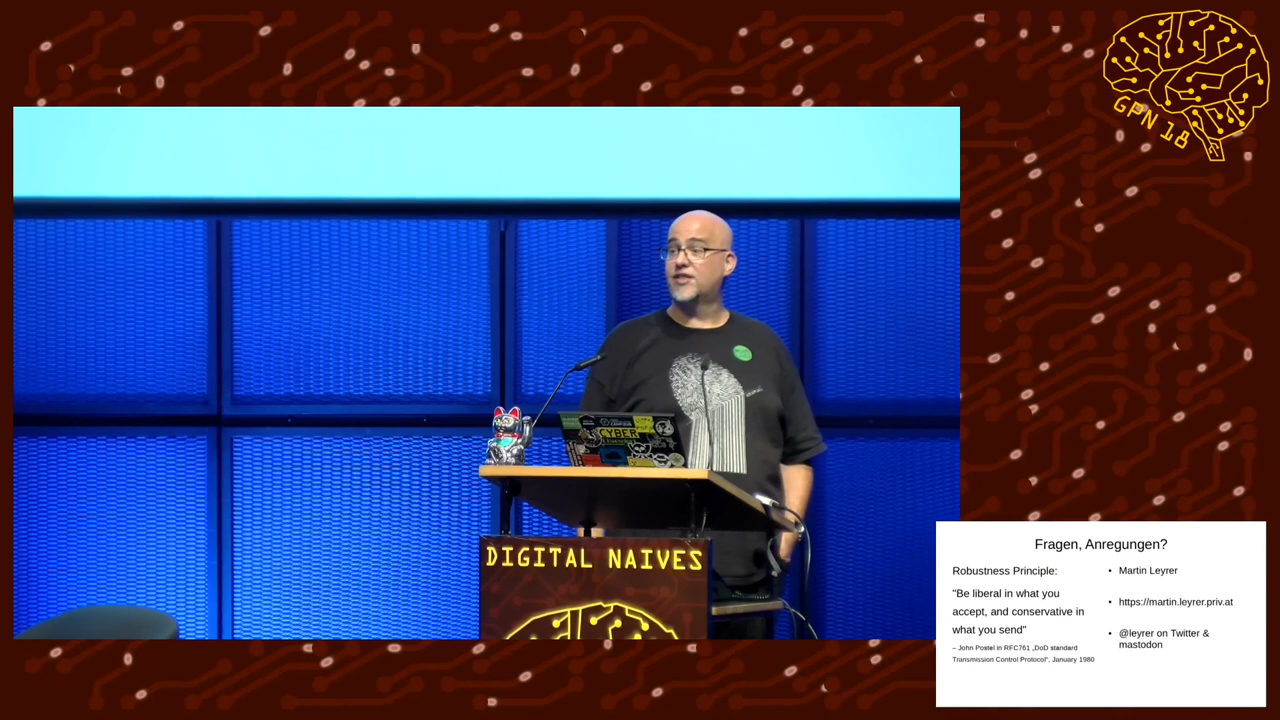 GPN 18
CYBER
DIGITAL NAIVES
Fragen, Anregungen?
Robustness Principle:
"Be liberal in what you
accept, and conservative in
what you send"
– John Postel in RFC761 „DoD standard
Transmission Control Protocol“, January 1980
• Martin Leyrer
• https://martin.leyrer.priv.at
• @leyrer on Twitter &
mastodon